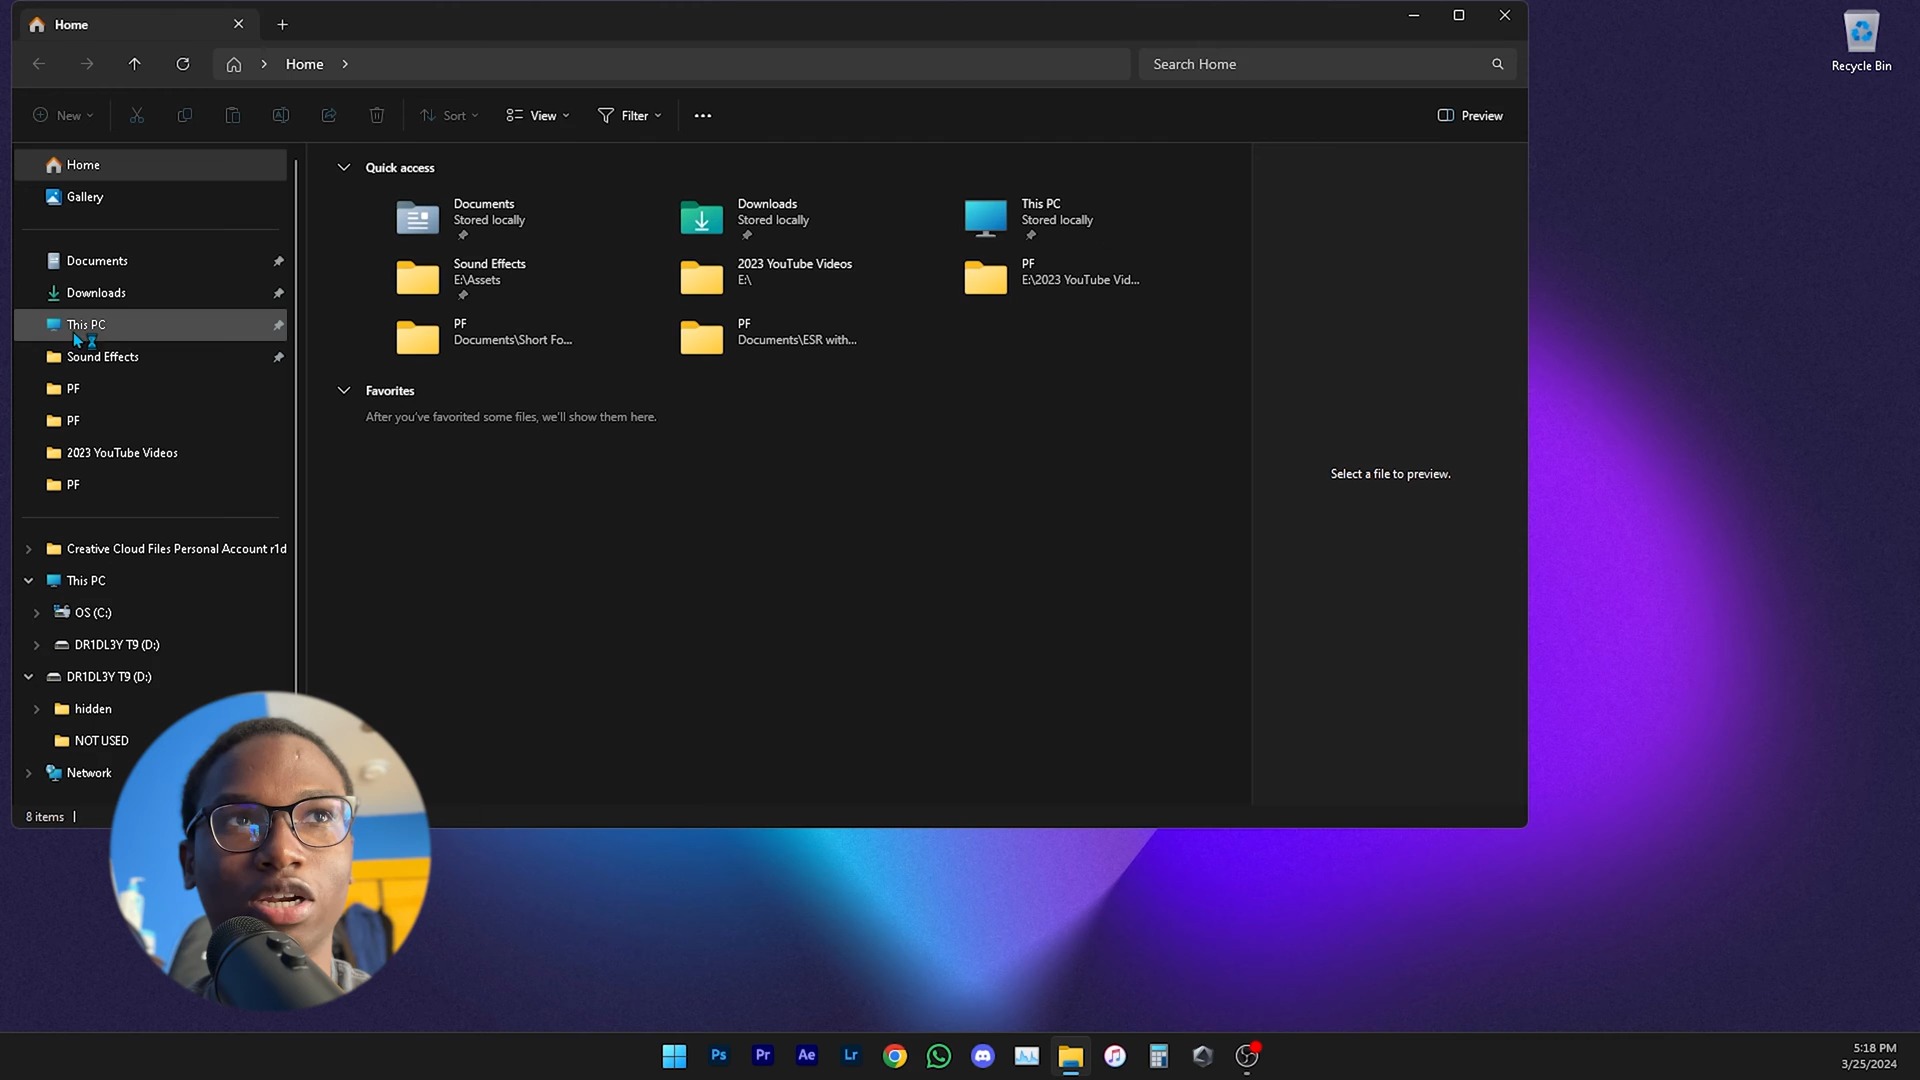 Home
Recycle Bin
Home
Search Home
New
Sort
View
Filter
Preview
Home
Gallery
Documents
Downloads
This PC
Sound Effects
PF
PF
2023 YouTube Videos
PF
Creative Cloud Files Personal Account r1d
This PC
OS (C:)
DR1DL3Y T9 (D:)
DR1DL3Y T9 (D:)
hidden
NOT USED
Network
8 items
Quick access
Documents
Stored locally
Downloads
Stored locally
This PC
Stored locally
Sound Effects
E:\Assets
2023 YouTube Videos
E:\
PF
E:\2023 YouTube Vid...
PF
Documents\Short Fo...
PF
Documents\ESR with...
Favorites
After you've favorited some files, we'll show them here.
Select a file to preview.
Ps
Pr
Ae
Lr
5:18 PM
3/25/2024